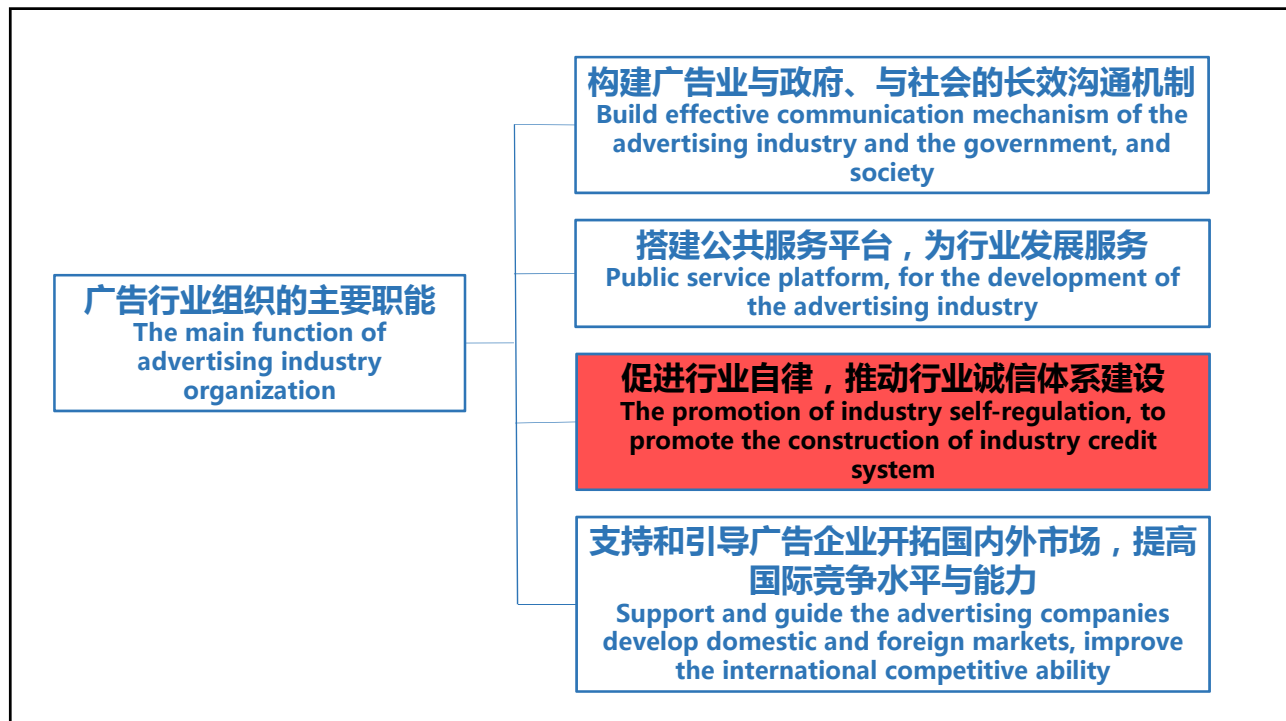 构建广告业与政府、与社会的长效沟通机制
Build effective communication mechanism of the
advertising industry and the government, and
society
搭建公共服务平台，为行业发展服务
Public service platform, for the development of
the advertising industry
广告行业组织的主要职能
The main function of
advertising industry
organization
促进行业自律，推动行业诚信体系建设
The promotion of industry self-regulation, to
promote the construction of industry credit
system
支持和引导广告企业开拓国内外市场，提高
国际竞争水平与能力
Support and guide the advertising companies
develop domestic and foreign markets, improve
the international competitive ability